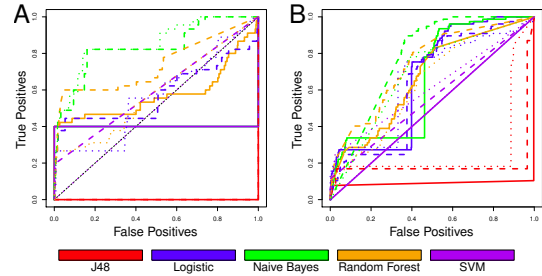 A
B
True Positives
1.0
0.8
0.6
0.4
0.2
0.0
0.0 0.2 0.4 0.6 0.8 1.0
False Positives
True Positives
1.0
0.8
0.6
0.4
0.2
0.0
0.0 0.2 0.4 0.6 0.8 1.0
False Positives
J48 Logistic Naive Bayes Random Forest SVM